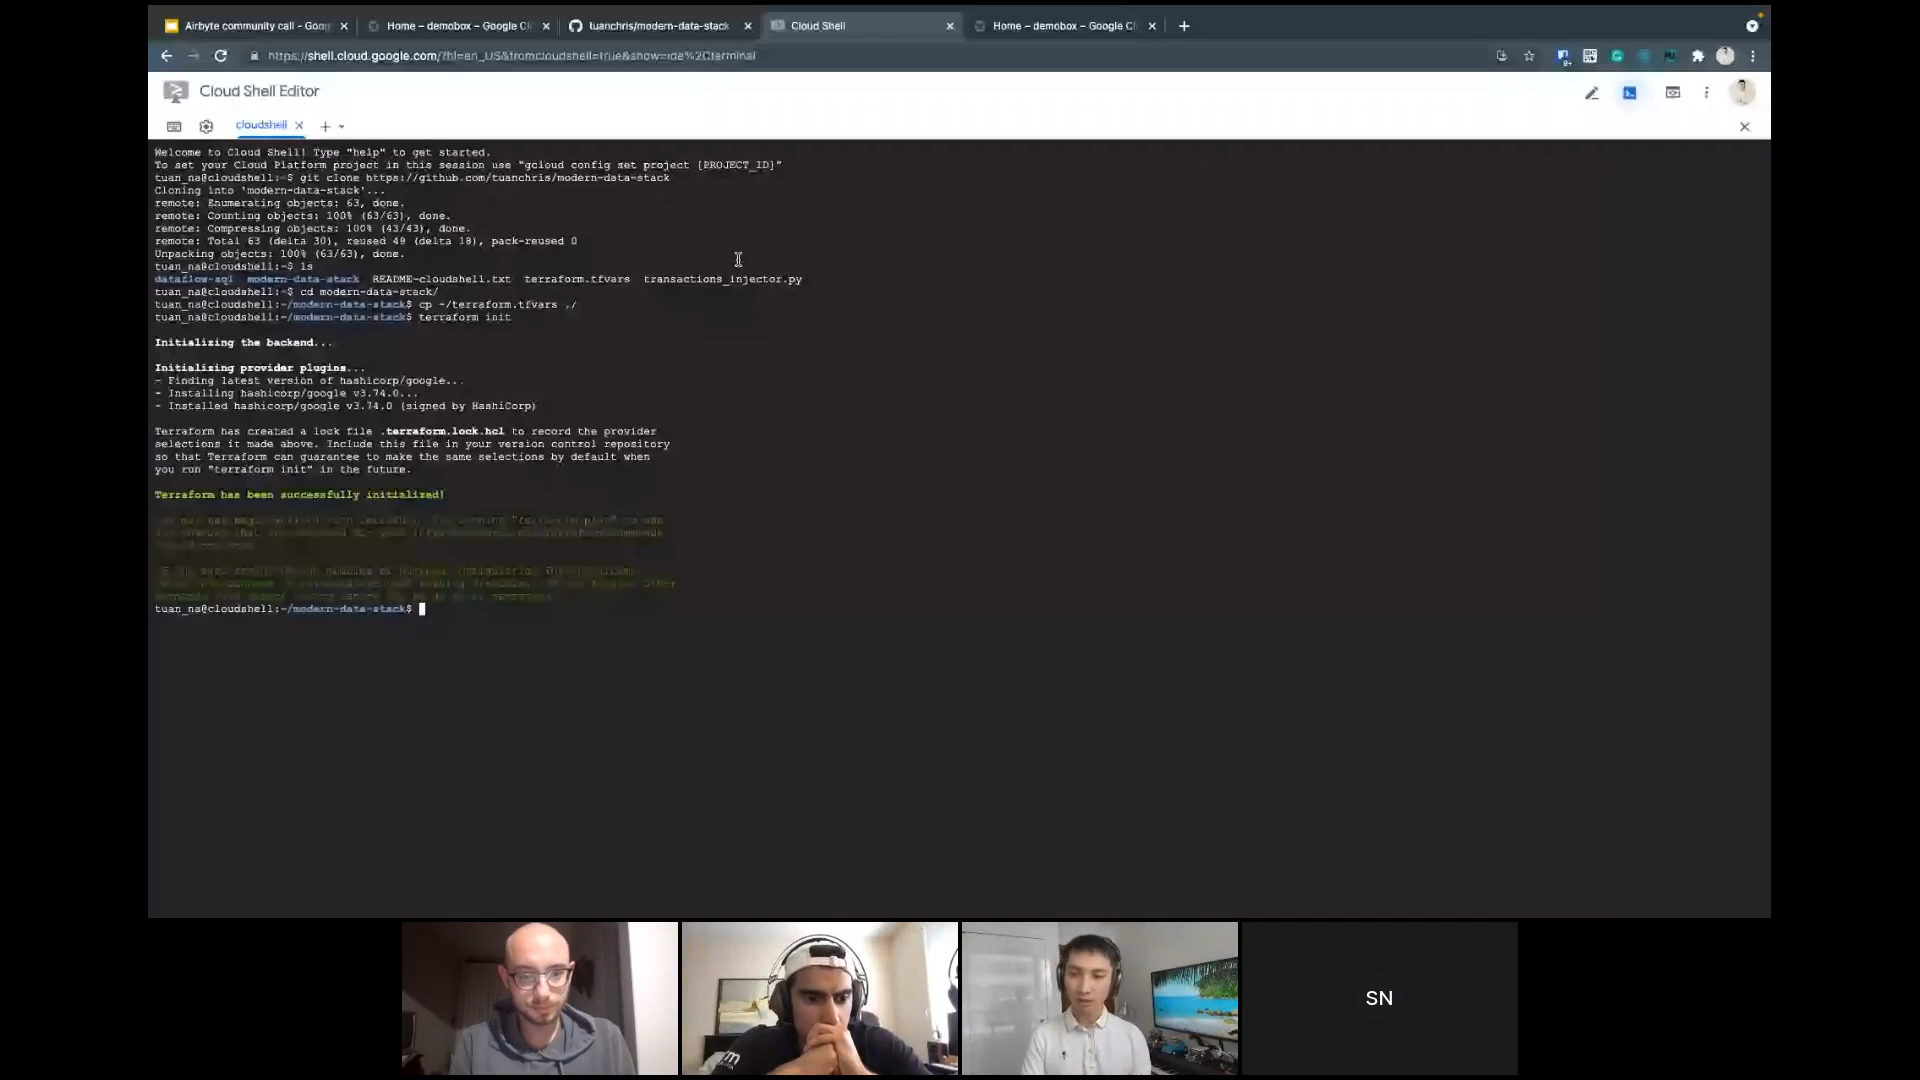 Airbyte community call - Goog
Home – demobox – Google Cl
tuanchris/modern-data-stack
Cloud Shell
Home – demobox – Google Cl
https://shell.cloud.google.com/?hl=en_US&fromcloudshell=true&show=ide%2Cterminal
Cloud Shell Editor
cloudshell
Welcome to Cloud Shell! Type "help" to get started.
To set your Cloud Platform project in this session use "gcloud config set project [PROJECT_ID]"
tuan_na@cloudshell:~$ git clone https://github.com/tuanchris/modern-data-stack
Cloning into 'modern-data-stack'...
remote: Enumerating objects: 63, done.
remote: Counting objects: 100% (63/63), done.
remote: Compressing objects: 100% (43/43), done.
remote: Total 63 (delta 30), reused 49 (delta 18), pack-reused 0
Unpacking objects: 100% (63/63), done.
tuan_na@cloudshell:~$ ls
dataflow-sql modern-data-stack README-cloudshell.txt terraform.tfvars transactions_injector.py
tuan_na@cloudshell:~$ cd modern-data-stack/
tuan_na@cloudshell:~/modern-data-stack$ cp ~/terraform.tfvars ./
tuan_na@cloudshell:~/modern-data-stack$ terraform init
Initializing the backend...
Initializing provider plugins...
- Finding latest version of hashicorp/google...
- Installing hashicorp/google v3.74.0...
- Installed hashicorp/google v3.74.0 (signed by HashiCorp)
Terraform has created a lock file .terraform.lock.hcl to record the provider
selections it made above. Include this file in your version control repository
so that Terraform can guarantee to make the same selections by default when
you run "terraform init" in the future.
Terraform has been successfully initialized!
tuan_na@cloudshell:~/modern-data-stack$
SN